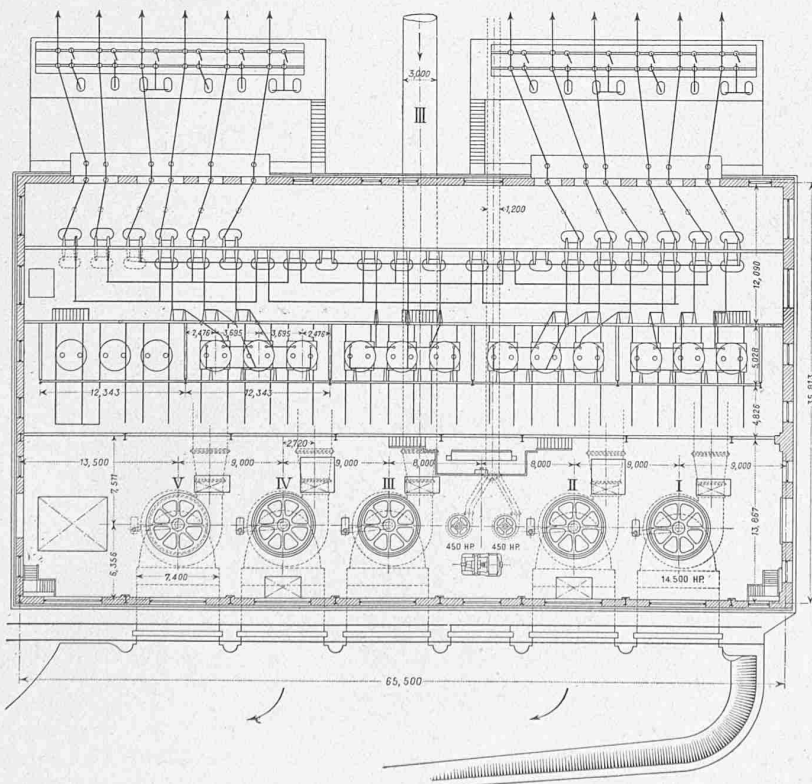 3,000
III
1,200
12,090
2,476 3,695 3,695 2,476
5,028
12,343 12,343
4,826
2,720
13,500 9,000 9,000 8,000 8,000 9,000 9,000
7,511
V IV III II I
450 HP. 450 HP.
13,667
6,356
7,400
14.500 HP.
65,500